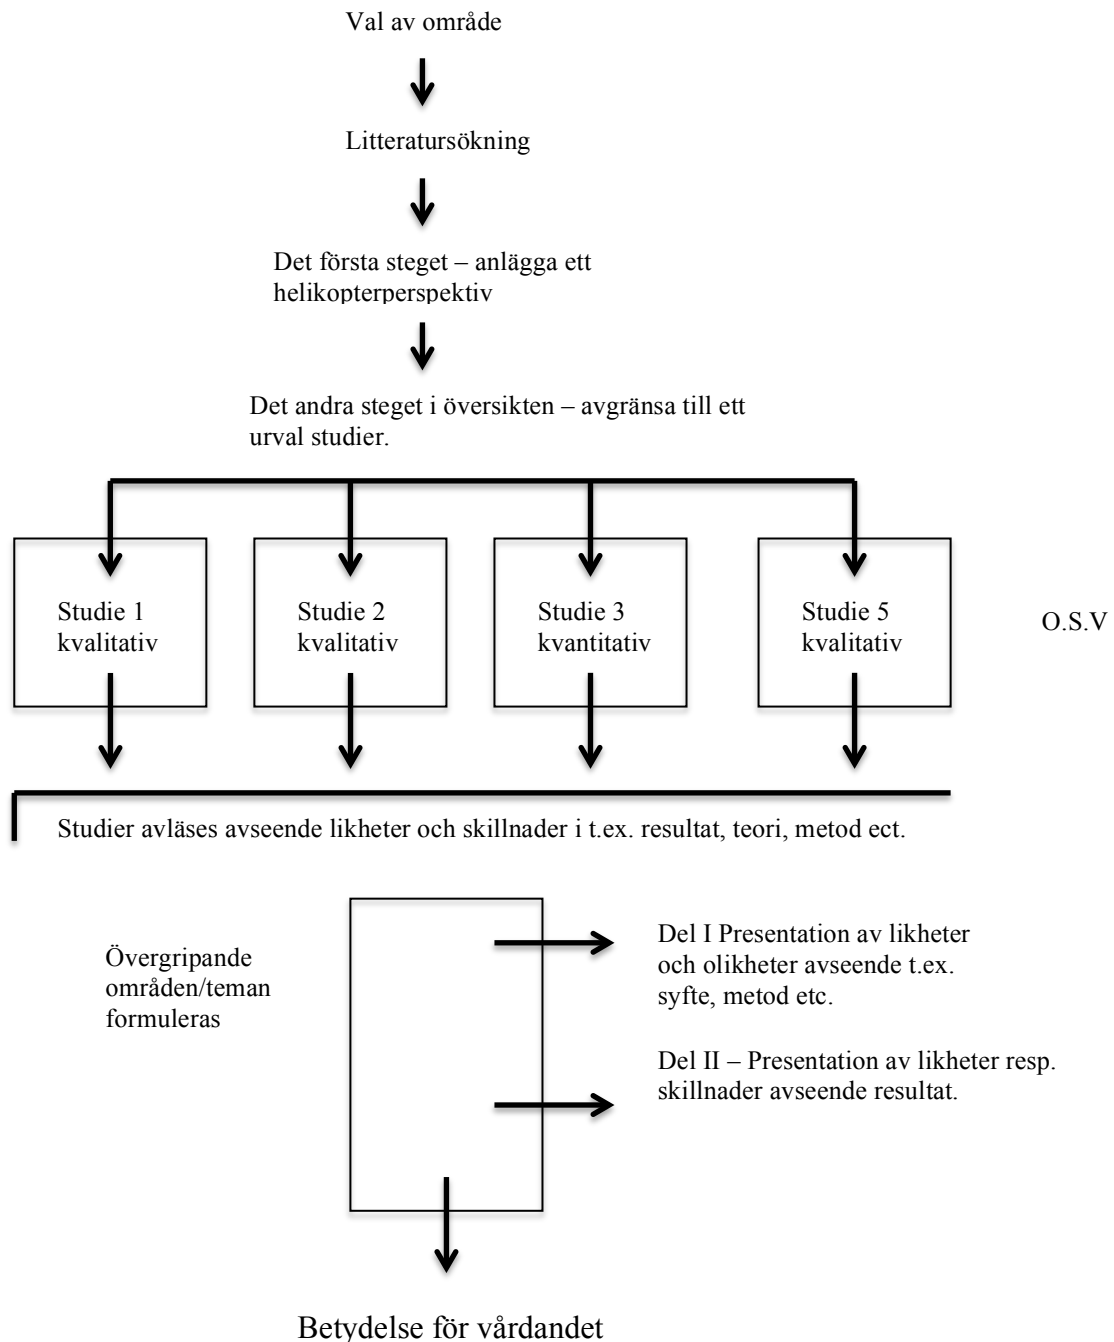 Val av område
Litteratursökning
Det första steget – anlägga ett
helikopterperspektiv
Det andra steget i översikten – avgränsa till ett
urval studier.
Studie 1
kvalitativ
Studie 2
kvalitativ
Studie 3
kvantitativ
Studie 5
kvalitativ
O.S.V
Studier avläses avseende likheter och skillnader i t.ex. resultat, teori, metod ect.
Övergripande
områden/teman
formuleras
Del I Presentation av likheter
och olikheter avseende t.ex.
syfte, metod etc.
Del II – Presentation av likheter resp.
skillnader avseende resultat.
Betydelse för vårdandet